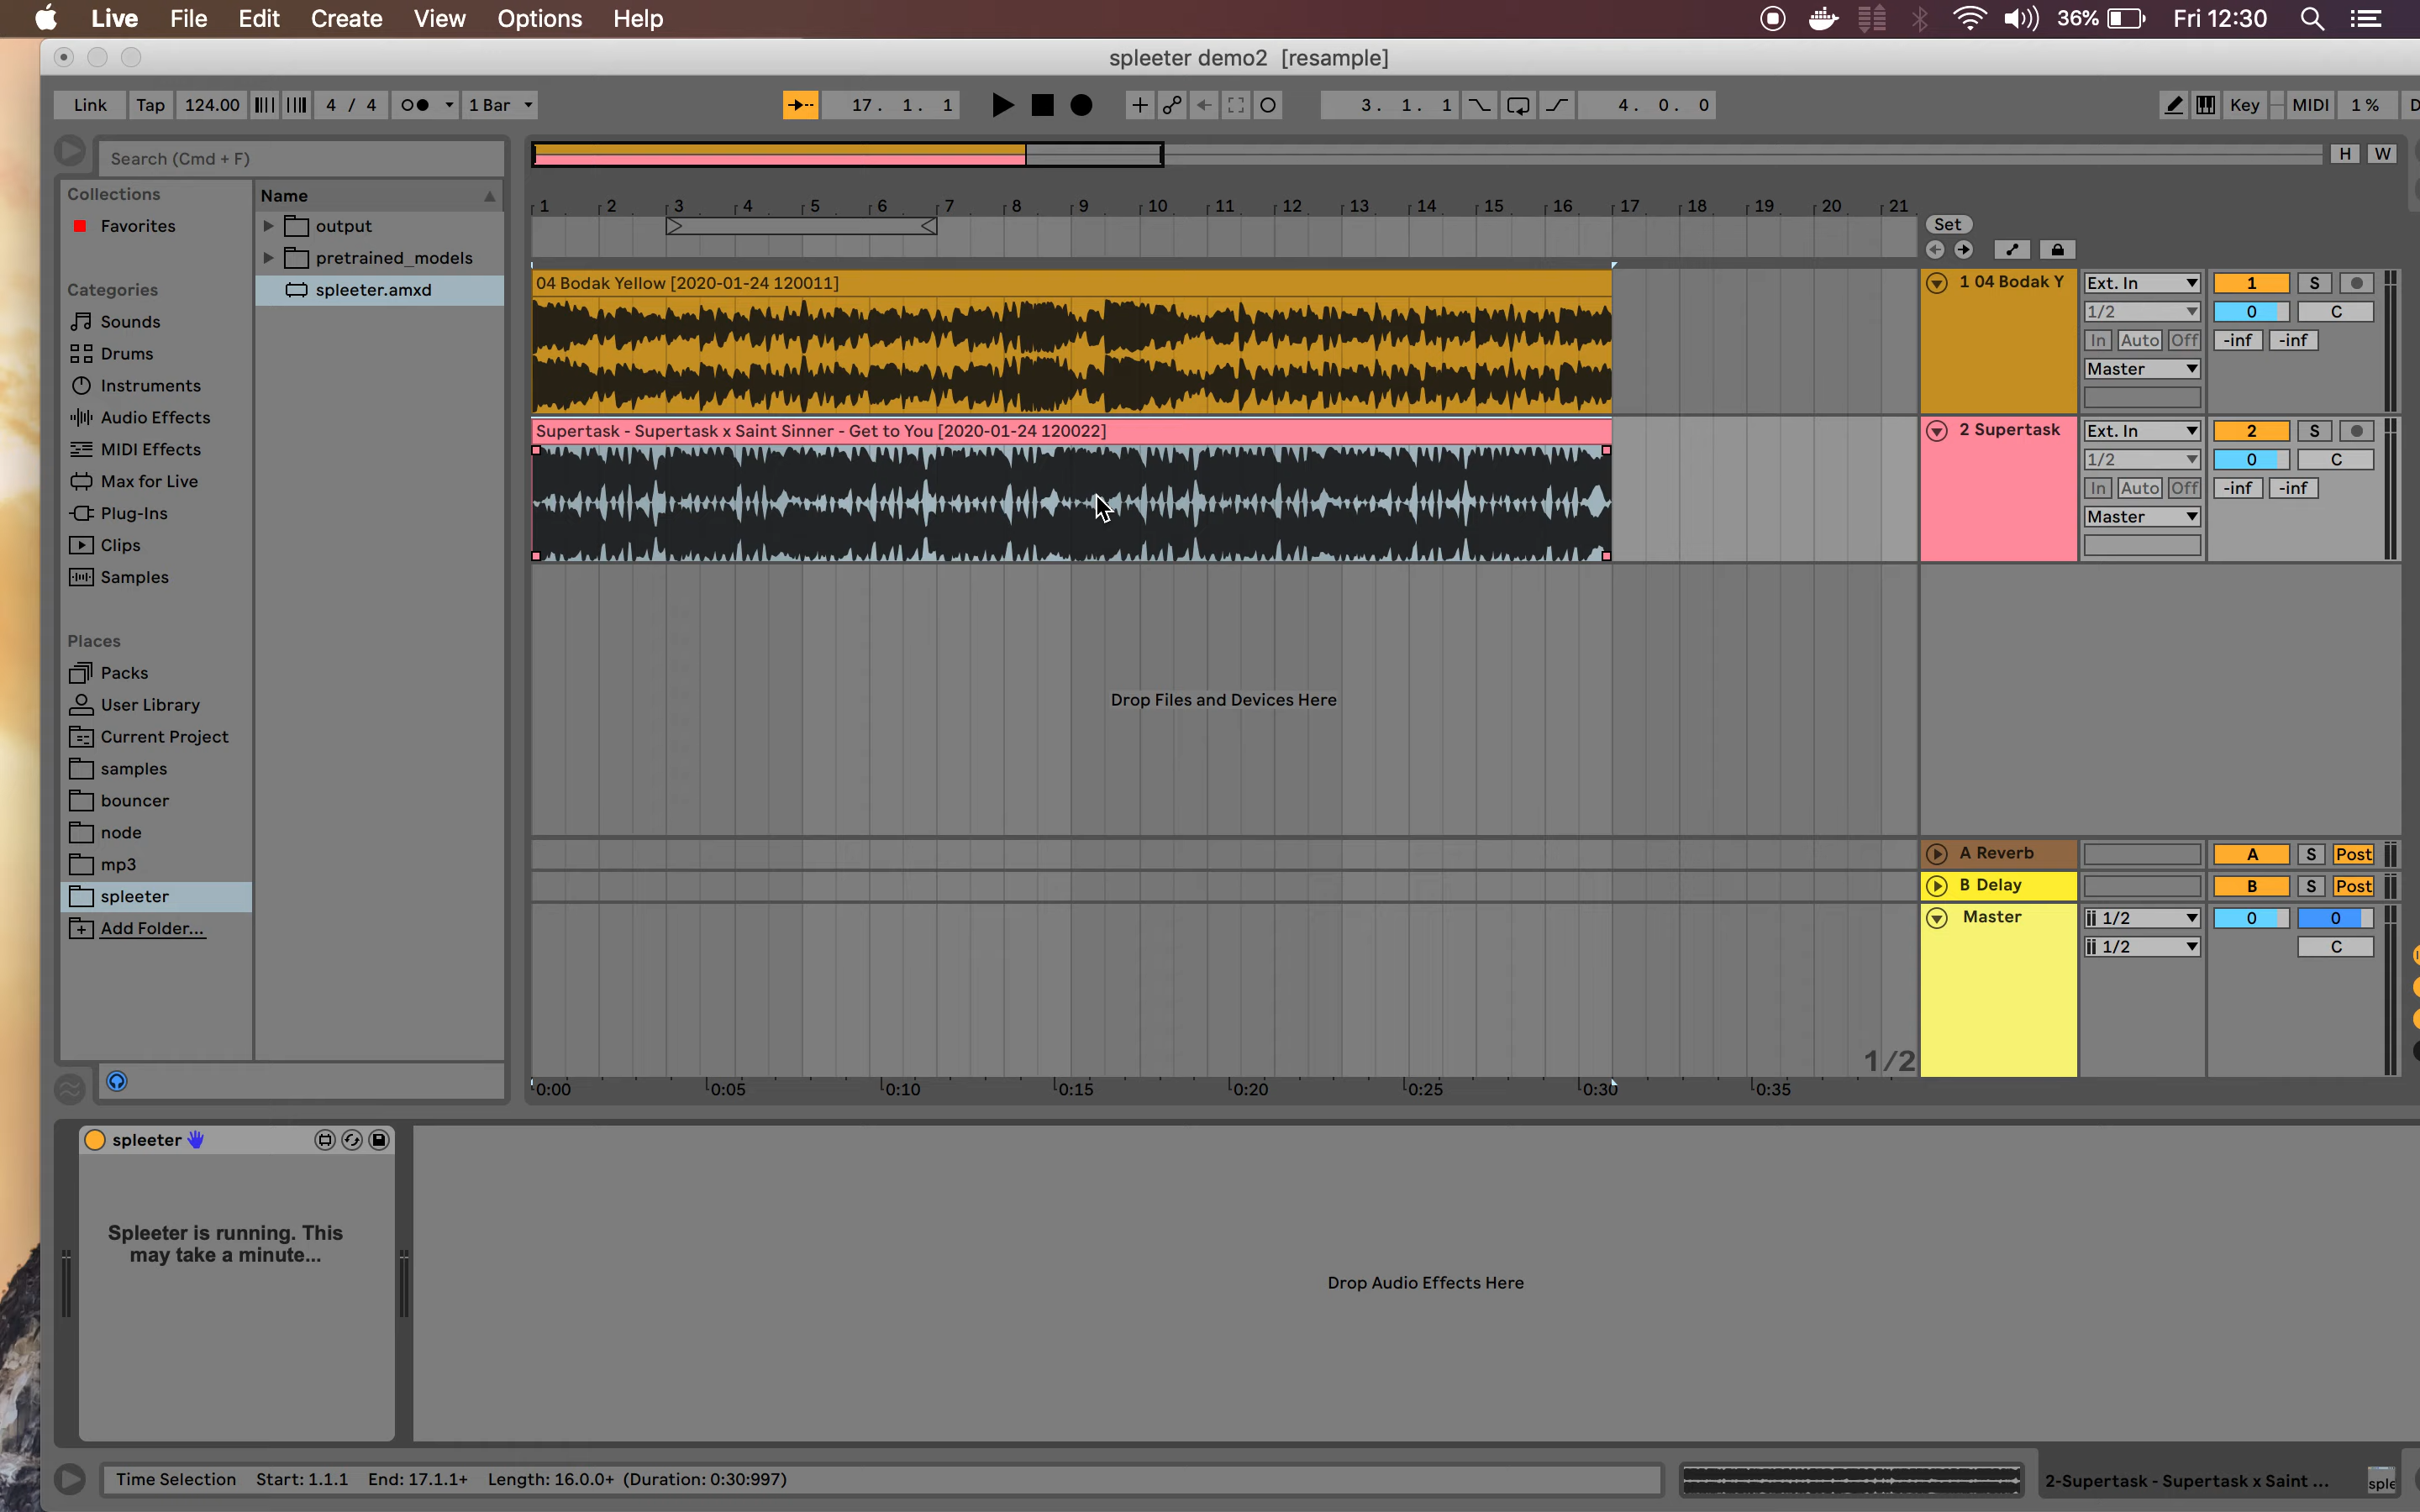 Live File Edit Create View Options Help 36% Fri 12:30
spleeter demo2 [resample]
Link Tap 124.00 4 / 4 1 Bar 17. 1. 1 3. 1. 1 4. 0. 0 Key MIDI 1 %
Search (Cmd + F)
H W
Collections
Favorites
Categories
Sounds
Drums
Instruments
Audio Effects
MIDI Effects
Max for Live
Plug-Ins
Clips
Samples
Places
Packs
User Library
Current Project
samples
bouncer
node
mp3
spleeter
Add Folder...
Name
output
pretrained_models
spleeter.amxd
1 2 3 4 5 6 7 8 9 10 11 12 13 14 15 16 17 18 19 20 21
Set
04 Bodak Yellow [2020-01-24 120011]
1 04 Bodak Y
Ext. In 1 S
1/2 0 C
In Auto Off -inf -inf
Master
Supertask - Supertask x Saint Sinner - Get to You [2020-01-24 120022]
2 Supertask
Ext. In 2 S
1/2 0 C
In Auto Off -inf -inf
Master
Drop Files and Devices Here
A Reverb A S Post
B Delay B S Post
Master 1/2 0 0
1/2 C
1/2
0:00 0:05 0:10 0:15 0:20 0:25 0:30 0:35
spleeter
Spleeter is running. This
may take a minute...
Drop Audio Effects Here
Time Selection Start: 1.1.1 End: 17.1.1+ Length: 16.0.0+ (Duration: 0:30:997)
2-Supertask - Supertask x Saint ...